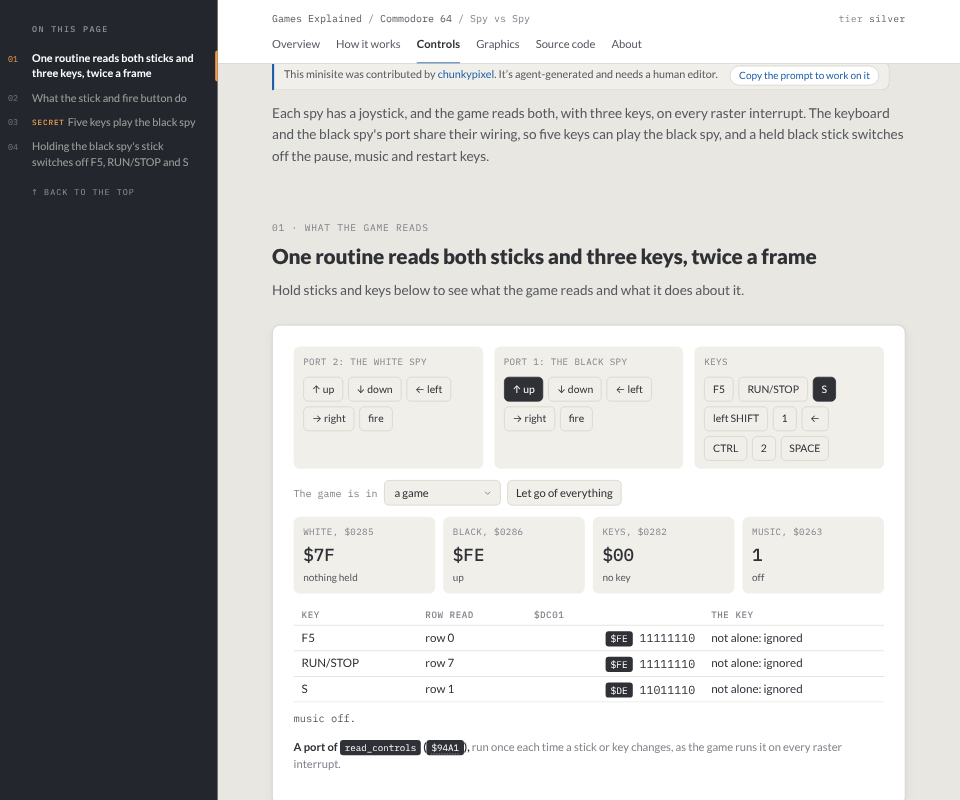 ON THIS PAGE
01 One routine reads both sticks and three keys, twice a frame
02 What the stick and fire button do
03 SECRET Five keys play the black spy
04 Holding the black spy's stick switches off F5, RUN/STOP and S
↑ BACK TO THE TOP
Games Explained / Commodore 64 / Spy vs Spy
tier silver
Overview How it works Controls Graphics Source code About
This minisite was contributed by chunkypixel. It's agent-generated and needs a human editor. Copy the prompt to work on it
Each spy has a joystick, and the game reads both, with three keys, on every raster interrupt. The keyboard
and the black spy's port share their wiring, so five keys can play the black spy, and a held black stick switches
off the pause, music and restart keys.
01 · WHAT THE GAME READS
One routine reads both sticks and three keys, twice a frame
Hold sticks and keys below to see what the game reads and what it does about it.
PORT 2: THE WHITE SPY
↑ up ↓ down ← left
→ right fire
PORT 1: THE BLACK SPY
↑ up ↓ down ← left
→ right fire
KEYS
F5 RUN/STOP S
left SHIFT 1 ←
CTRL 2 SPACE
The game is in a game Let go of everything
WHITE, $0285
$7F
nothing held
BLACK, $0286
$FE
up
KEYS, $0282
$00
no key
MUSIC, $0263
1
off
KEY ROW READ $DC01 THE KEY
F5 row 0 $FE 11111110 not alone: ignored
RUN/STOP row 7 $FE 11111110 not alone: ignored
S row 1 $DE 11011110 not alone: ignored
music off.
A port of read_controls ($94A1), run once each time a stick or key changes, as the game runs it on every raster
interrupt.